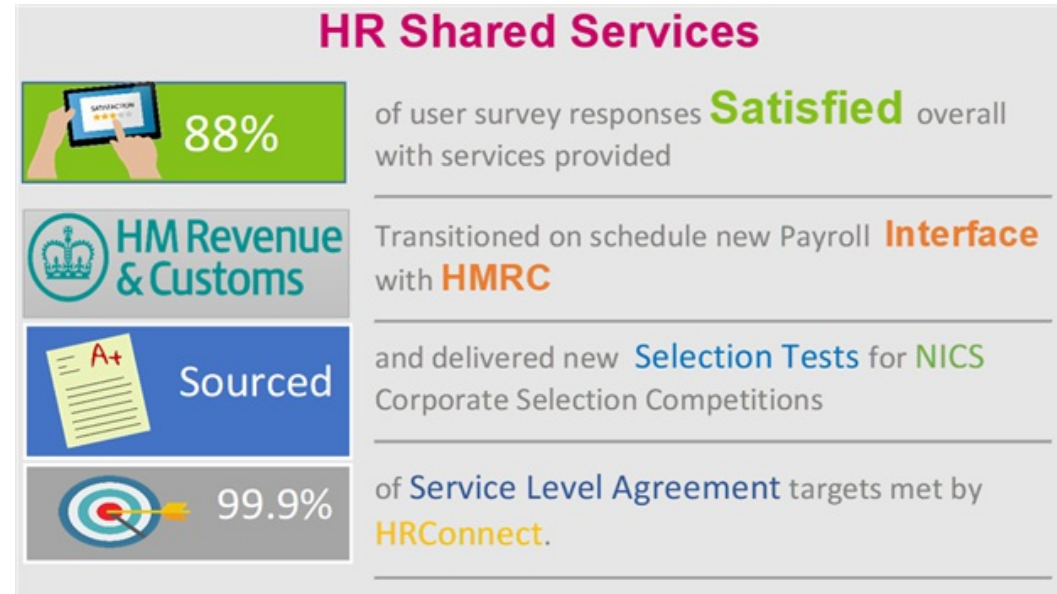 HR Shared Services
SATISFACTION
88%
of user survey responses Satisfied overall
with services provided
HM Revenue
& Customs
Transitioned on schedule new Payroll Interface
with HMRC
A+
Sourced
and delivered new Selection Tests for NICS
Corporate Selection Competitions
99.9%
of Service Level Agreement targets met by
HRConnect.